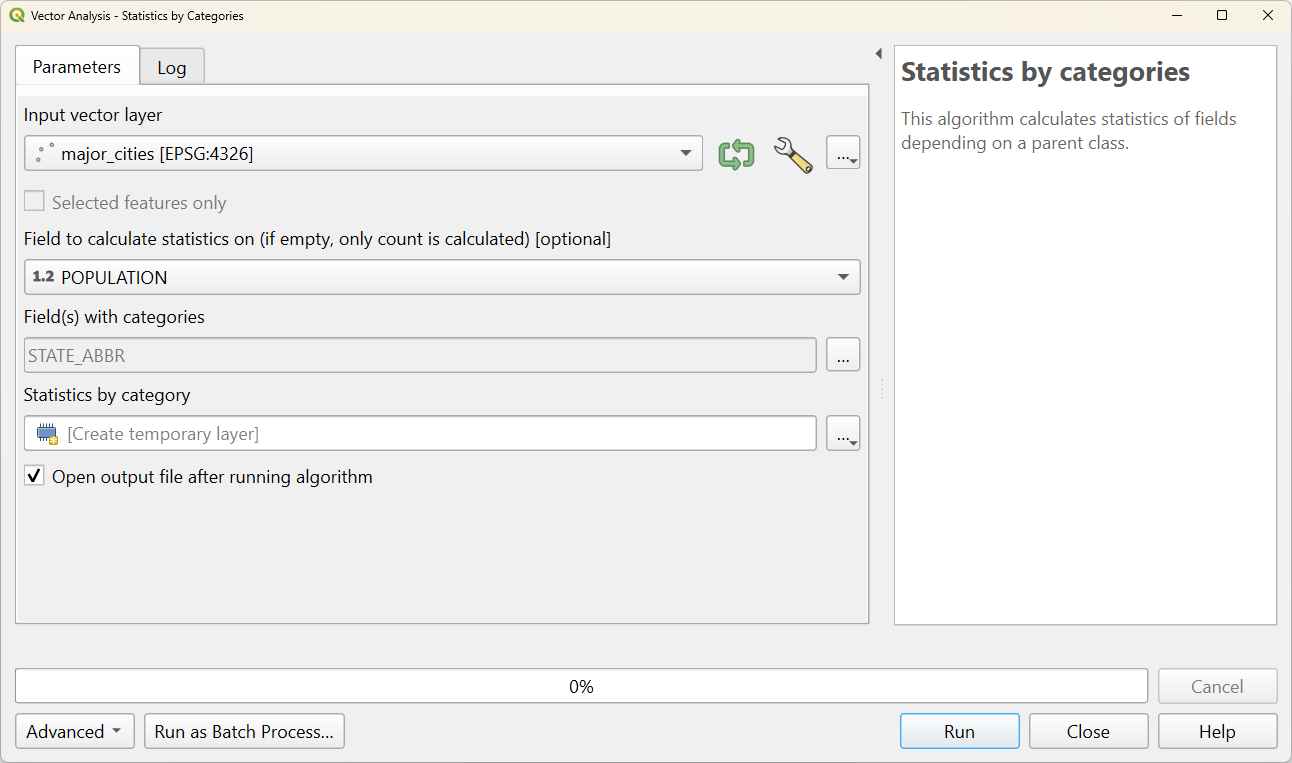 Vector Analysis - Statistics by Categories
Parameters
Log
Input vector layer
major_cities [EPSG:4326]
...
Selected features only
Field to calculate statistics on (if empty, only count is calculated) [optional]
1.2 POPULATION
Field(s) with categories
STATE_ABBR
...
Statistics by category
[Create temporary layer]
...
Open output file after running algorithm
Statistics by categories
This algorithm calculates statistics of fields
depending on a parent class.
0%
Cancel
Advanced
Run as Batch Process...
Run
Close
Help